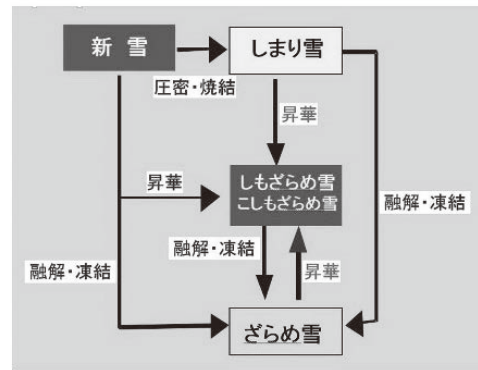 新雪
しまり雪
圧密・焼結
昇華
昇華
しもざらめ雪
こしもざらめ雪
融解・凍結
融解・凍結
融解・凍結
昇華
ざらめ雪